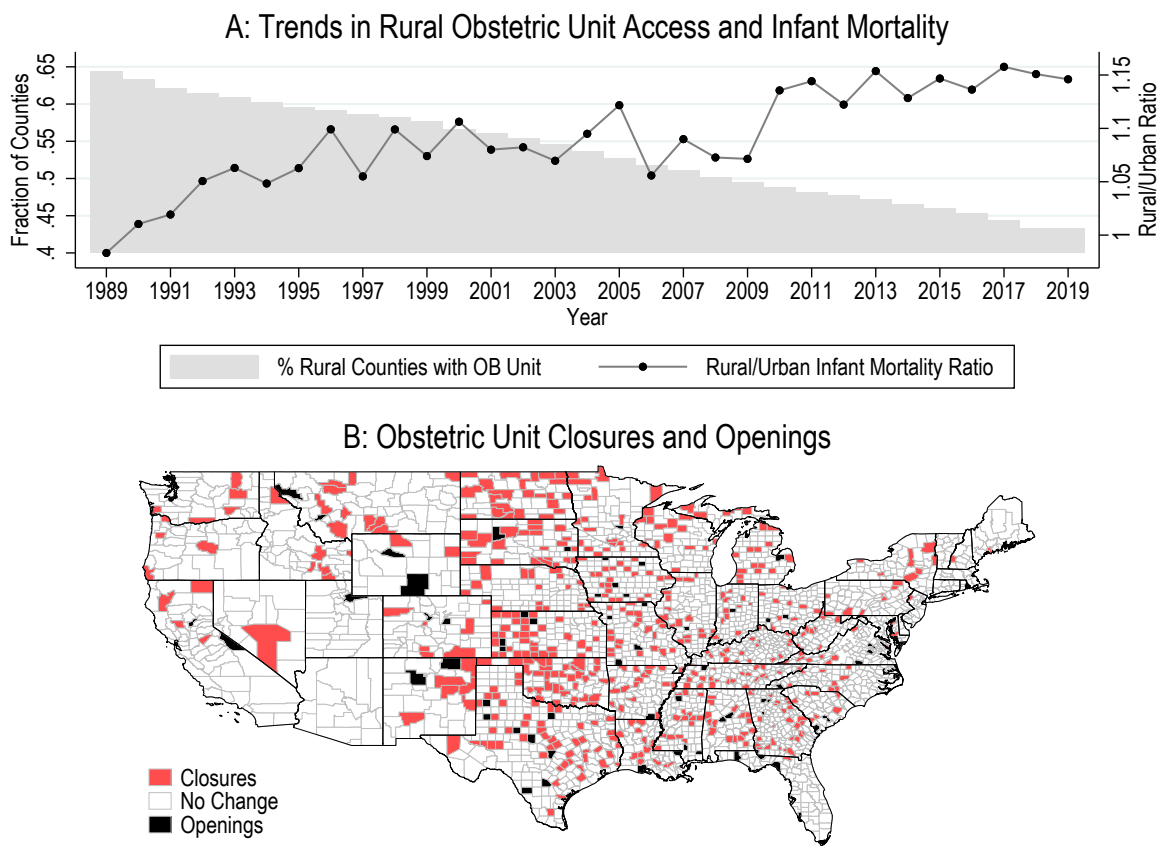 A: Trends in Rural Obstetric Unit Access and Infant Mortality
Fraction of Counties
.65
.6
.55
.5
.45
.4
1.15
1.1
1.05
1
Rural/Urban Ratio
1989 1991 1993 1995 1997 1999 2001 2003 2005 2007 2009 2011 2013 2015 2017 2019
Year
% Rural Counties with OB Unit Rural/Urban Infant Mortality Ratio
B: Obstetric Unit Closures and Openings
Closures
No Change
Openings